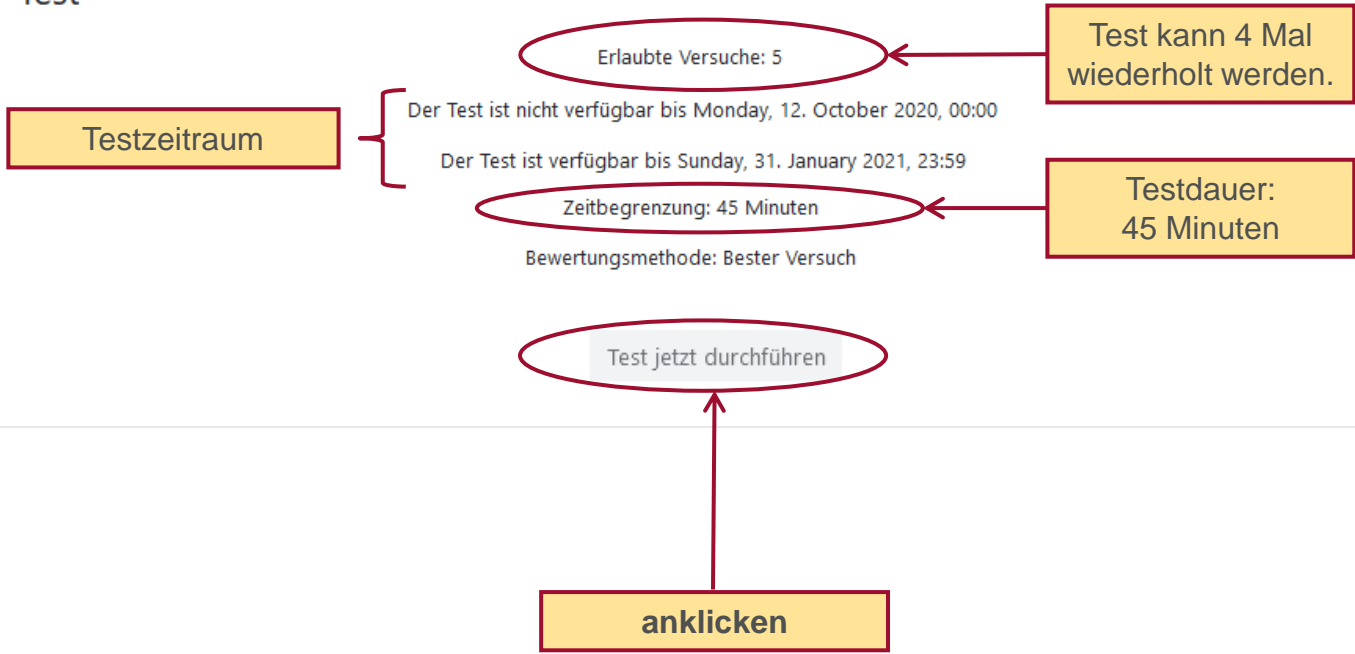 Test
Erlaubte Versuche: 5
Test kann 4 Mal
wiederholt werden.
Testzeitraum
Der Test ist nicht verfügbar bis Monday, 12. October 2020, 00:00
Der Test ist verfügbar bis Sunday, 31. January 2021, 23:59
Zeitbegrenzung: 45 Minuten
Testdauer:
45 Minuten
Bewertungsmethode: Bester Versuch
Test jetzt durchführen
anklicken